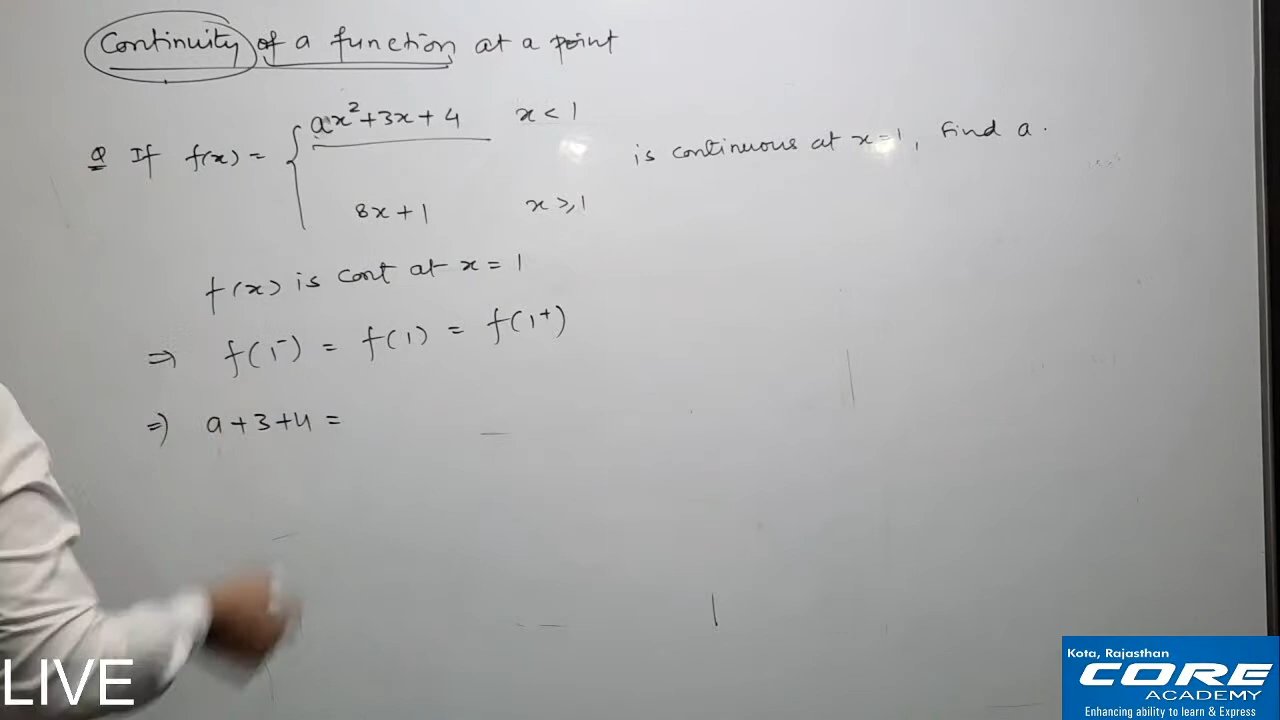 Continuity of a function at a point
Q If f(x) = { ax²+3x+4 x < 1
is continuous at x=1, Find a.
8x+1 x ≥ 1
f(x) is cont at x = 1
⇒ f(1⁻) = f(1) = f(1⁺)
⇒ a+3+4 =
LIVE
Kota, Rajasthan
CORE
ACADEMY
Enhancing ability to learn & Express